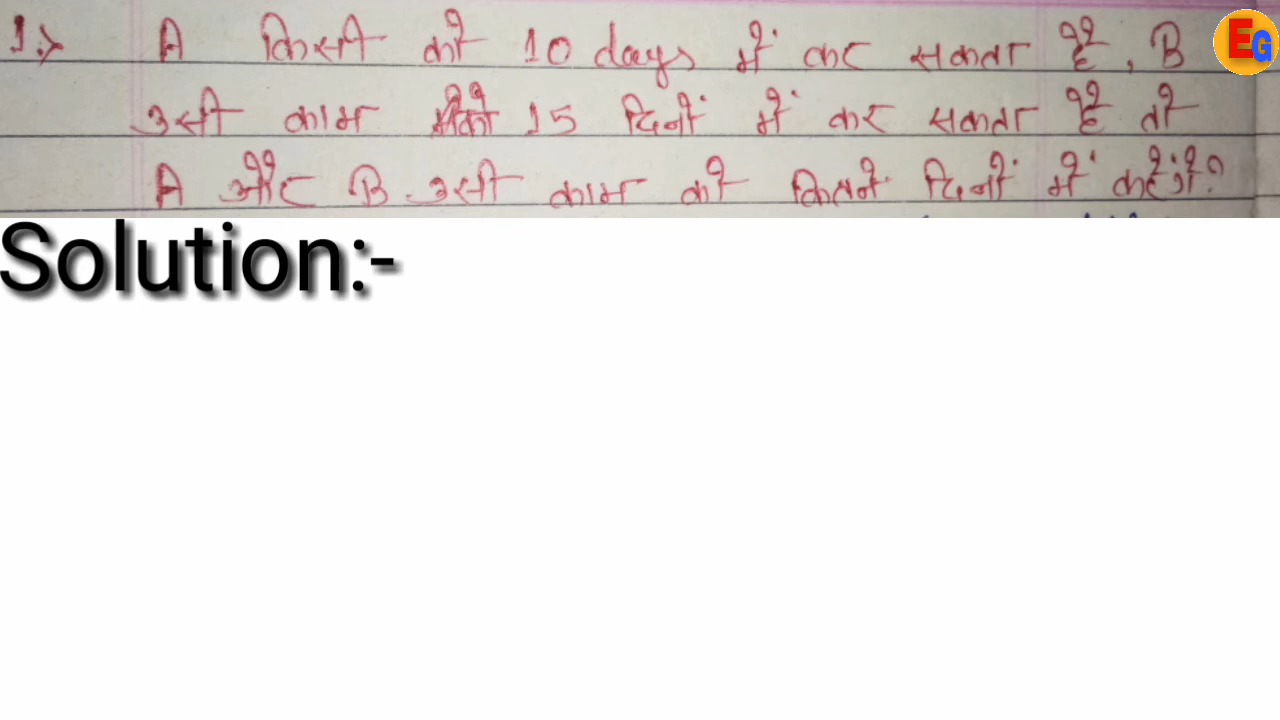 1.> A किसी को 10 days में कर सकता है, B
उसी काम को 15 दिनों में कर सकता है तो
A और B उसी काम को कितने दिनों में करेंगे?
EG
Solution:-